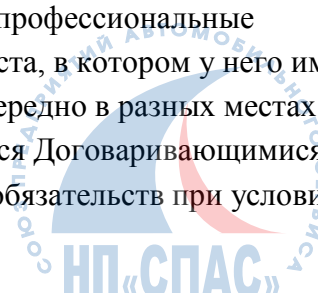 профессиональные
ста, в котором у него им
ередно в разных местах
ся Договаривающимися
обязательств при услови
НП«СПАС»